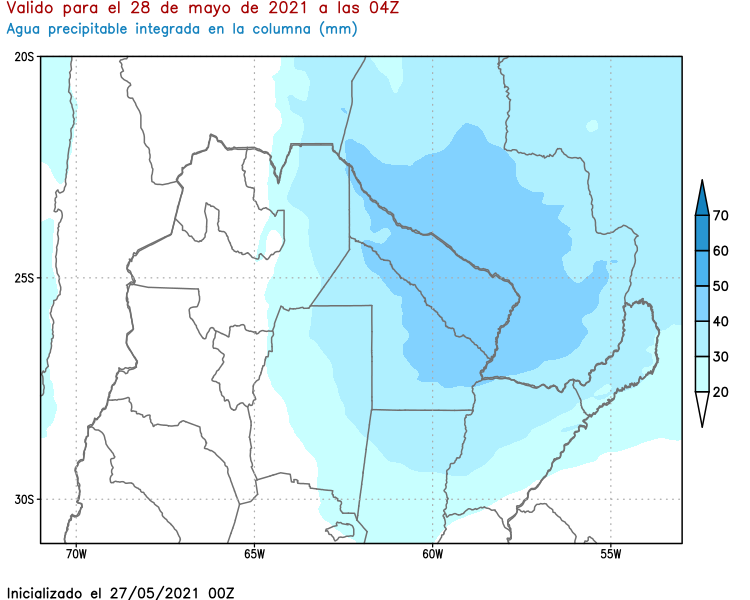 Valido para el 28 de mayo de 2021 a las 04Z
Agua precipitable integrada en la columna (mm)
20S
25S
30S
70W
65W
60W
55W
70
60
50
40
30
20
Inicializado el 27/05/2021 00Z